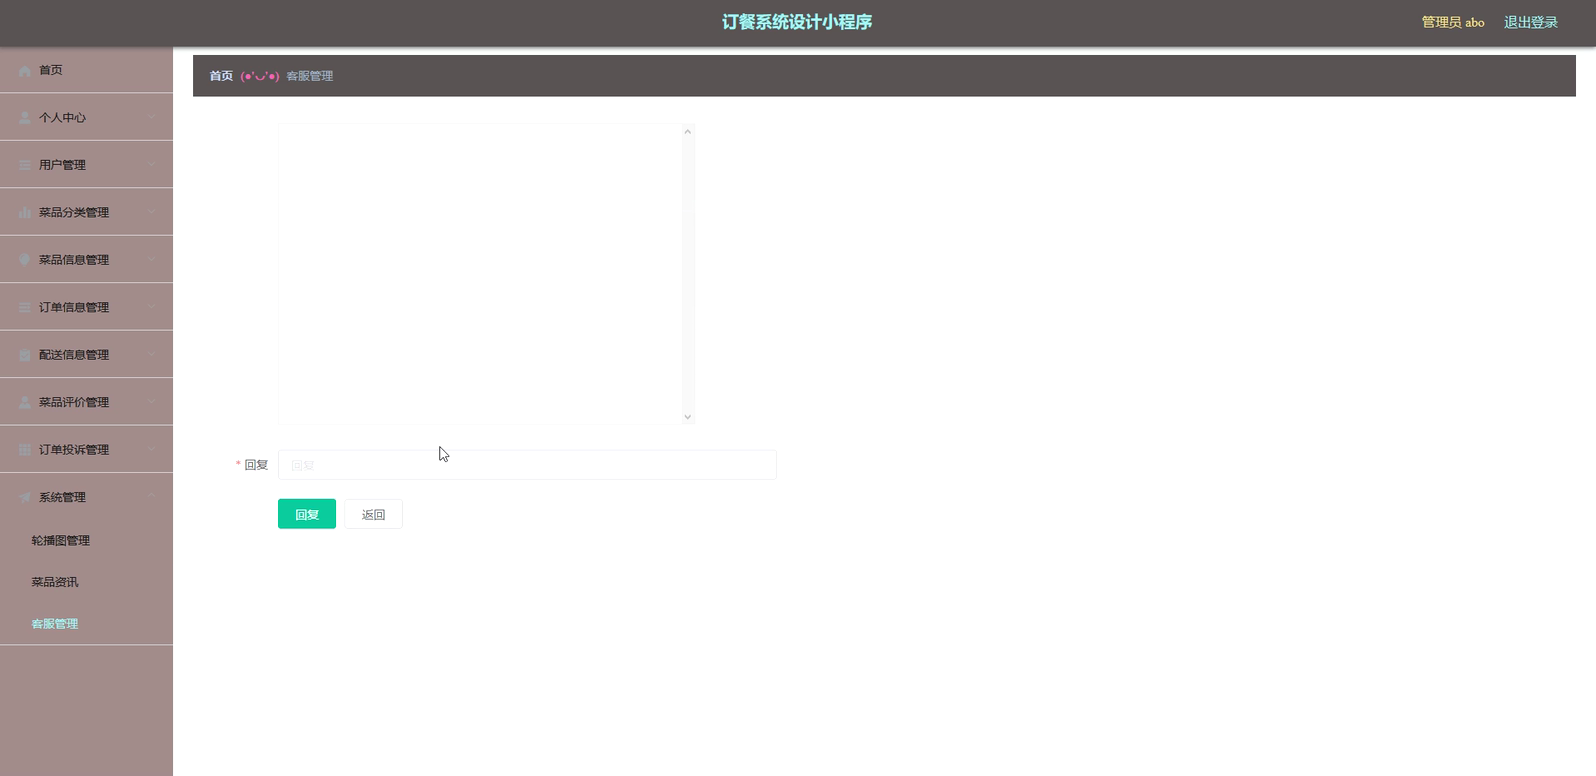 订餐系统设计小程序
管理员 abo
退出登录
首页
个人中心
用户管理
菜品分类管理
菜品信息管理
订单信息管理
配送信息管理
菜品评价管理
订单投诉管理
系统管理
轮播图管理
菜品资讯
客服管理
首页 (●'◡'●) 客服管理
* 回复
回复
回复
返回